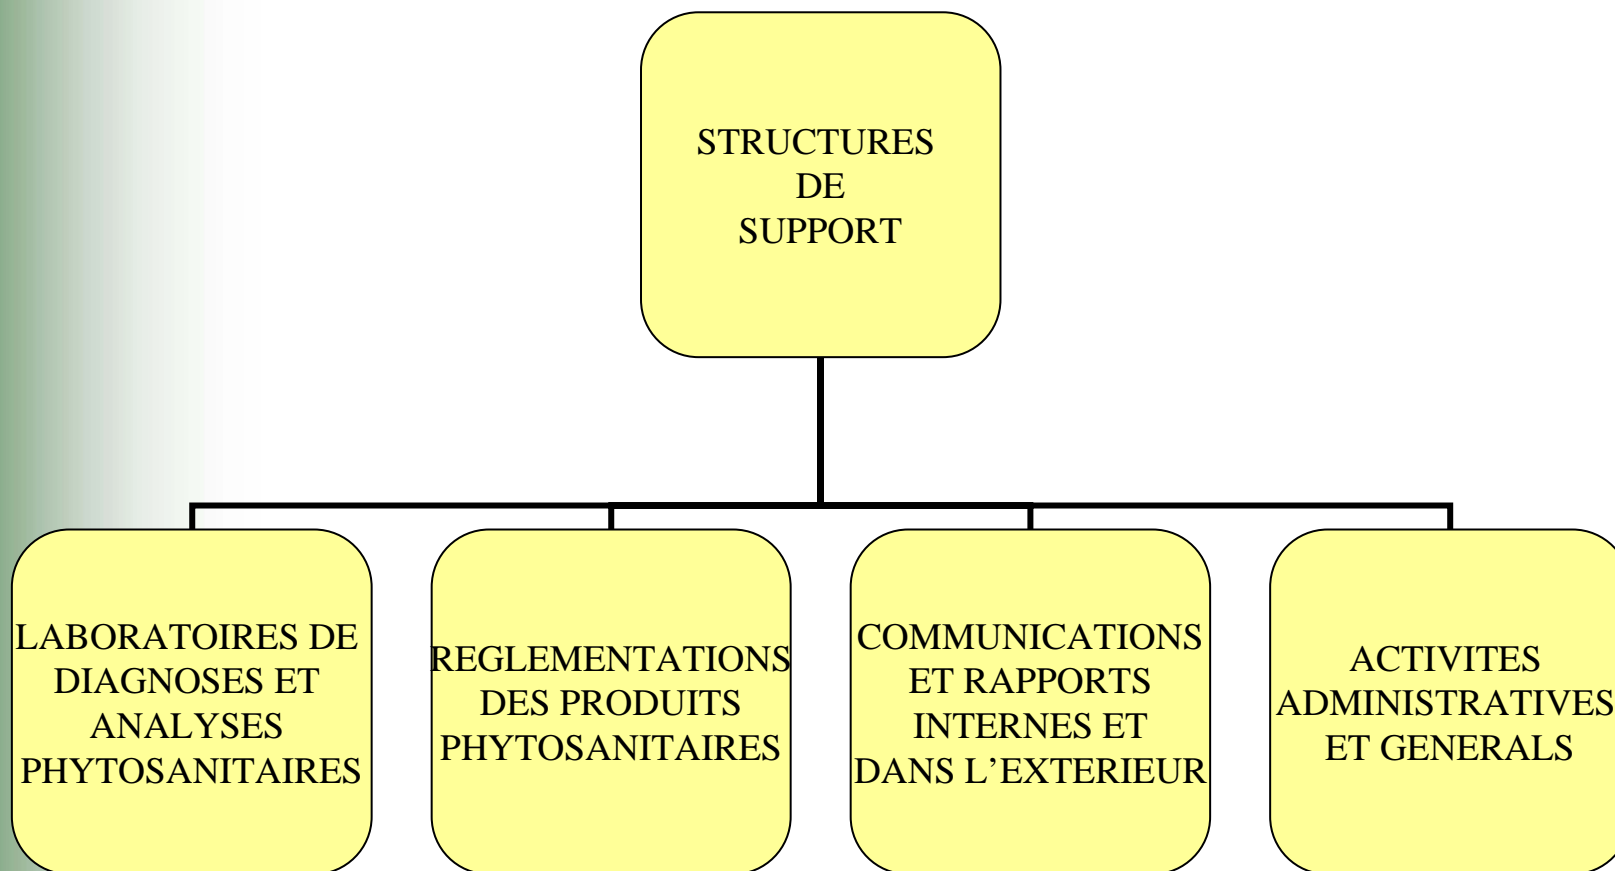 STRUCTURES
DE
SUPPORT
LABORATOIRES DE
DIAGNOSES ET
ANALYSES
PHYTOSANITAIRES
REGLEMENTATIONS
DES PRODUITS
PHYTOSANITAIRES
COMMUNICATIONS
ET RAPPORTS
INTERNES ET
DANS L’EXTERIEUR
ACTIVITES
ADMINISTRATIVES
ET GENERALS